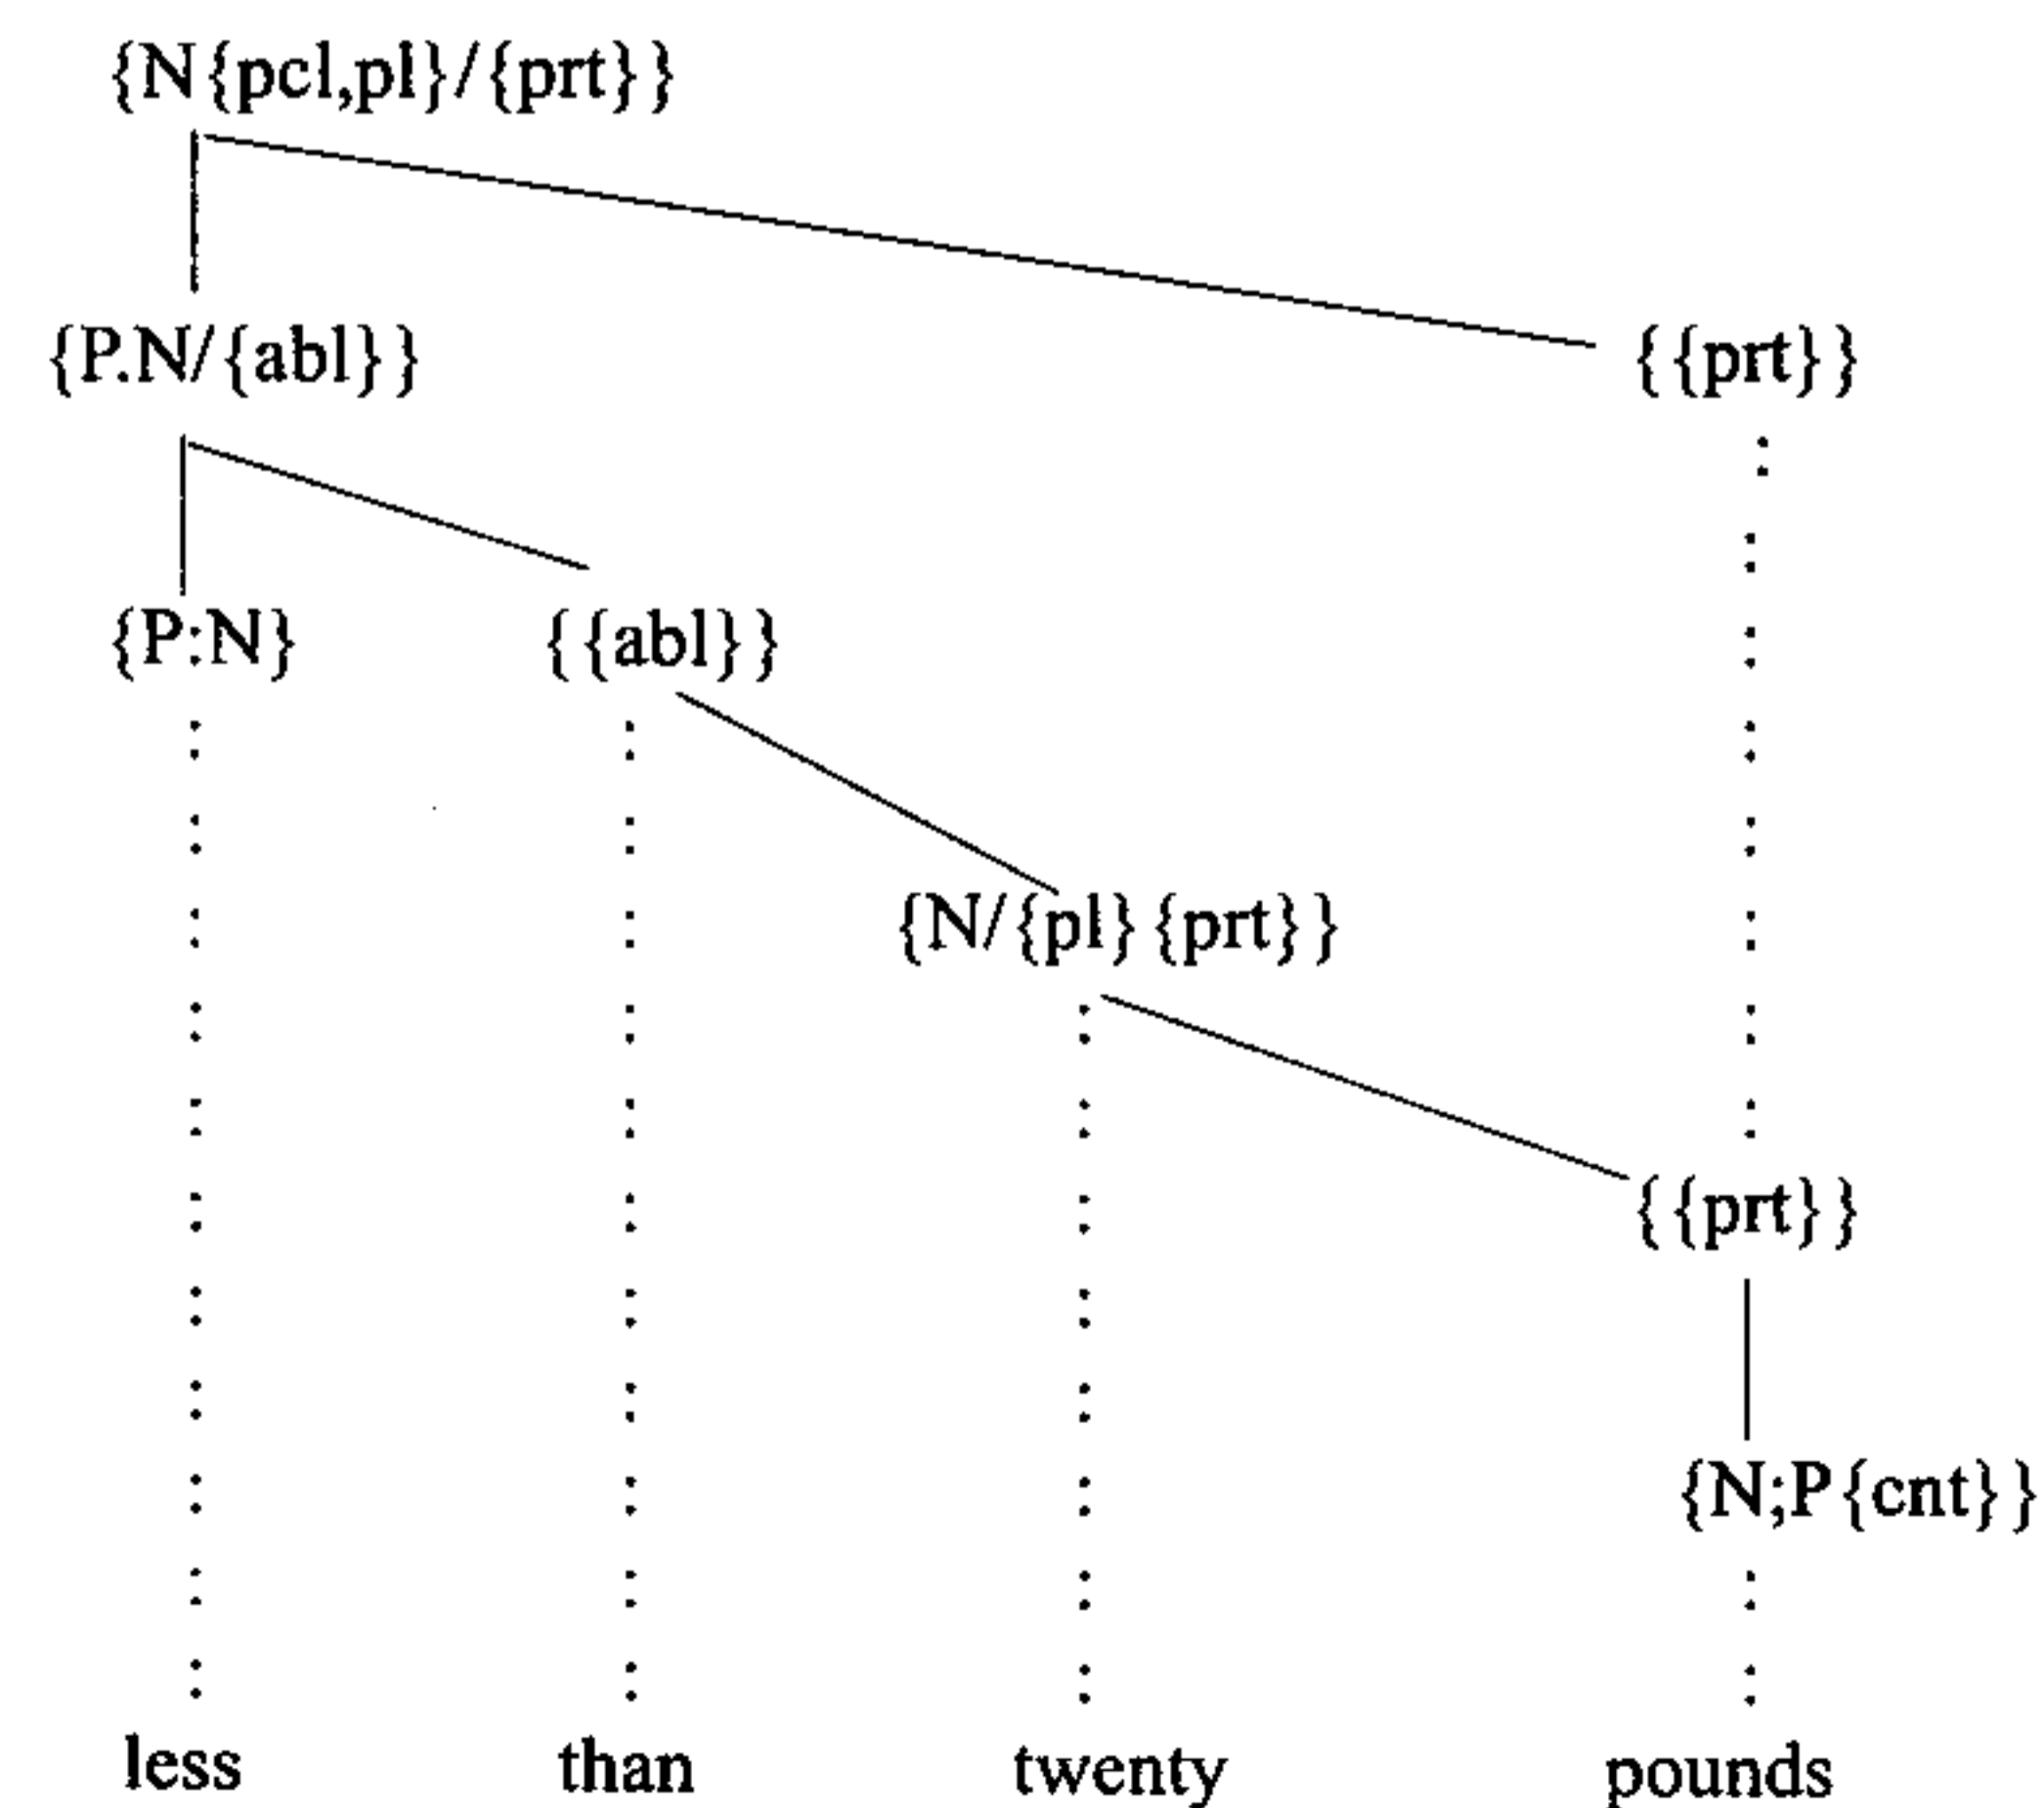 {N{pcl,pl}/{prt}}
{P.N/{abl}} {{prt}}
{P:N} {{abl}}
{N/{pl}{prt}}
{{prt}}
{N;P{cnt}}
less than twenty pounds